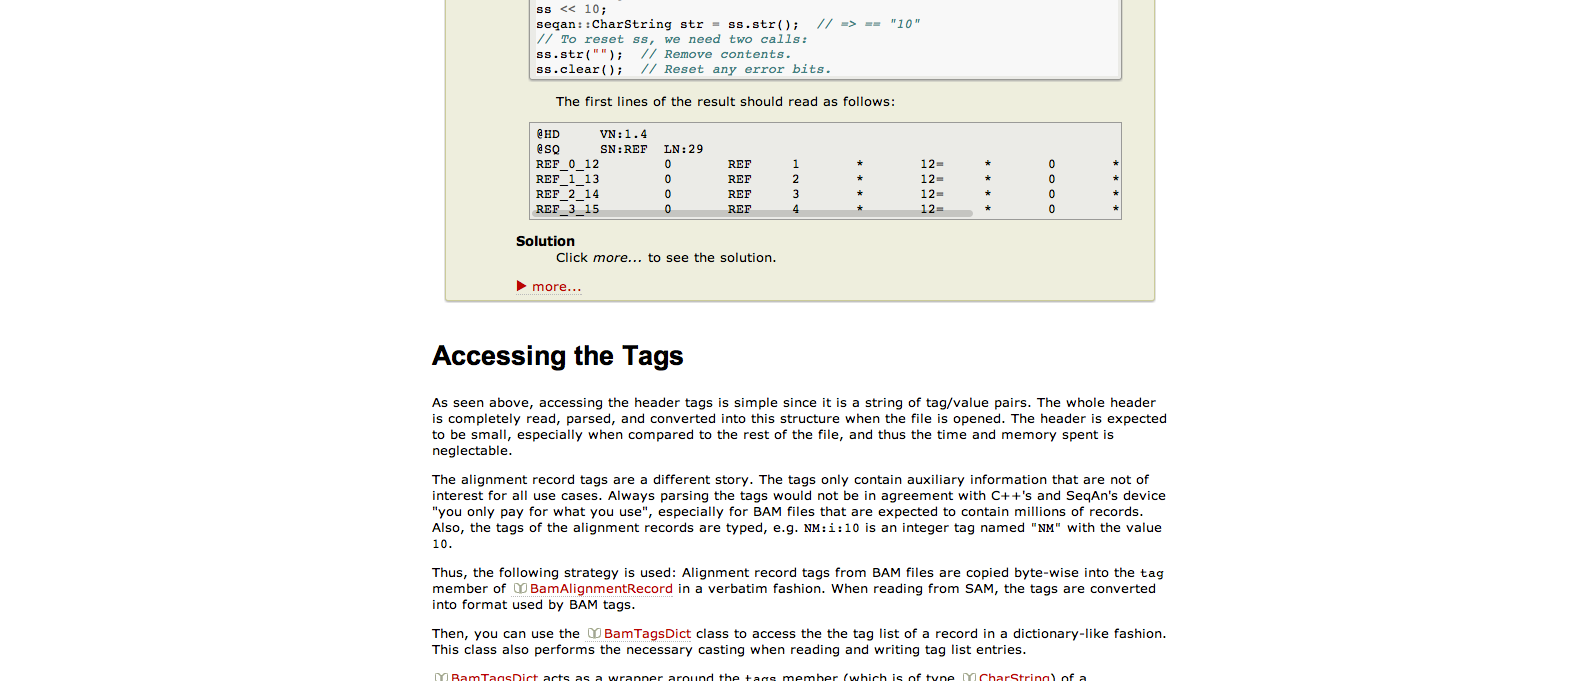 ss << 10;
seqan::CharString str = ss.str();  // => == "10"
// To reset ss, we need two calls:
ss.str("");  // Remove contents.
ss.clear();  // Reset any error bits.
The first lines of the result should read as follows:
@HD     VN:1.4
@SQ     SN:REF  LN:29
REF_0_12        0       REF     1       *       12=     *       0       *
REF_1_13        0       REF     2       *       12=     *       0       *
REF_2_14        0       REF     3       *       12=     *       0       *
REF_3_15        0       REF     4       *       12=     *       0       *
Solution
Click more... to see the solution.
more...
Accessing the Tags
As seen above, accessing the header tags is simple since it is a string of tag/value pairs. The whole header
is completely read, parsed, and converted into this structure when the file is opened. The header is expected
to be small, especially when compared to the rest of the file, and thus the time and memory spent is
neglectable.
The alignment record tags are a different story. The tags only contain auxiliary information that are not of
interest for all use cases. Always parsing the tags would not be in agreement with C++'s and SeqAn's device
"you only pay for what you use", especially for BAM files that are expected to contain millions of records.
Also, the tags of the alignment records are typed, e.g. NM:i:10 is an integer tag named "NM" with the value
10.
Thus, the following strategy is used: Alignment record tags from BAM files are copied byte-wise into the tag
member of BamAlignmentRecord in a verbatim fashion. When reading from SAM, the tags are converted
into format used by BAM tags.
Then, you can use the BamTagsDict class to access the the tag list of a record in a dictionary-like fashion.
This class also performs the necessary casting when reading and writing tag list entries.
BamTagsDict acts as a wrapper around the tags member (which is of type CharString) of a